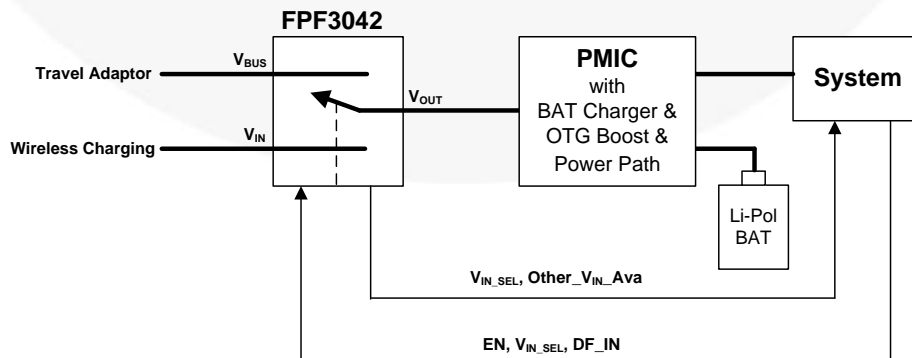 FPF3042
Travel Adaptor
VBUS
VOUT
Wireless Charging
VIN
PMIC
with
BAT Charger &
OTG Boost &
Power Path
System
Li-Pol
BAT
VIN_SEL, Other_VIN_Ava
EN, VIN_SEL, DF_IN